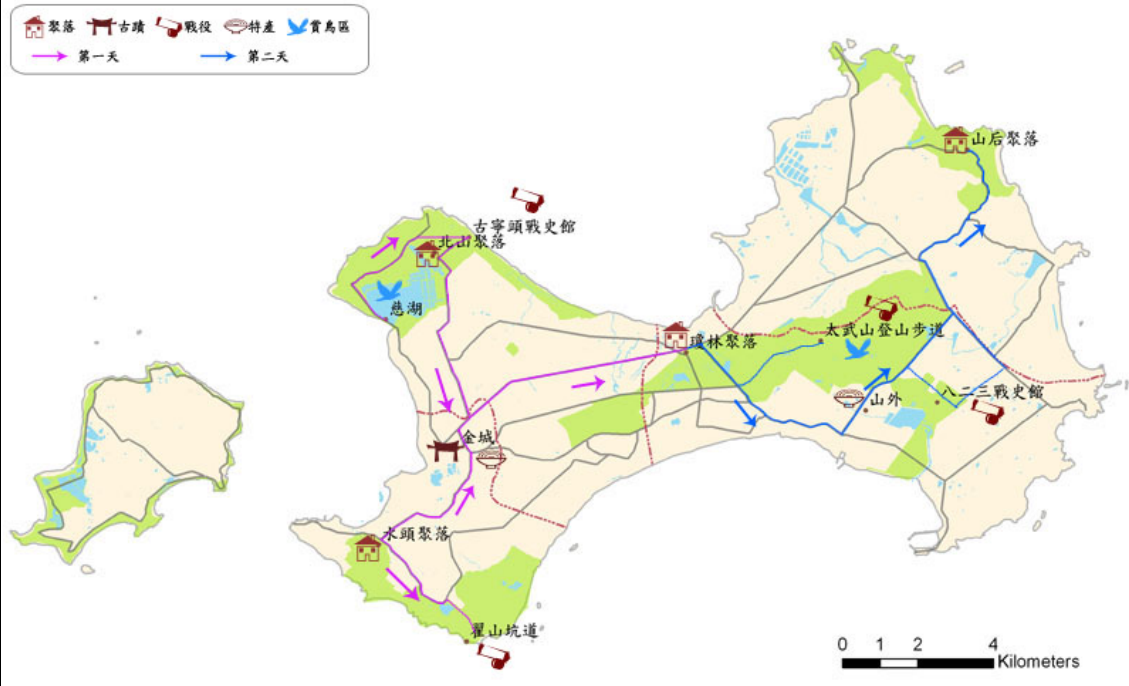 聚落 古蹟 戰役 特產 賞鳥區
第一天 第二天
山后聚落
古寧頭戰史館
北山聚落
慈湖
瓊林聚落
太武山登山步道
八二三戰史館
山外
金城
水頭聚落
翟山坑道
0 1 2 4
Kilometers